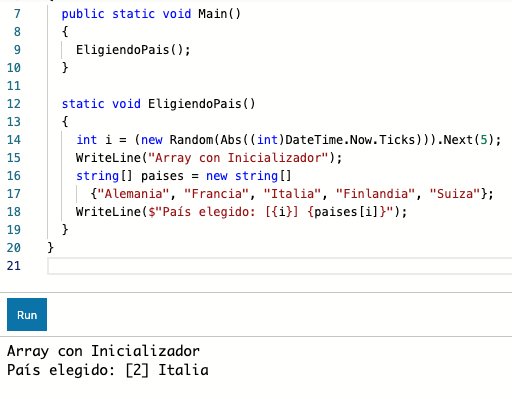 7 public static void Main()
8 {
9 EligiendoPais();
10 }
11
12 static void EligiendoPais()
13 {
14 int i = (new Random(Abs((int)DateTime.Now.Ticks))).Next(5);
15 WriteLine("Array con Inicializador");
16 string[] paises = new string[]
17 {"Alemania", "Francia", "Italia", "Finlandia", "Suiza"};
18 WriteLine($"País elegido: [{i}] {paises[i]}");
19 }
20 }
21
Run
Array con Inicializador
País elegido: [2] Italia